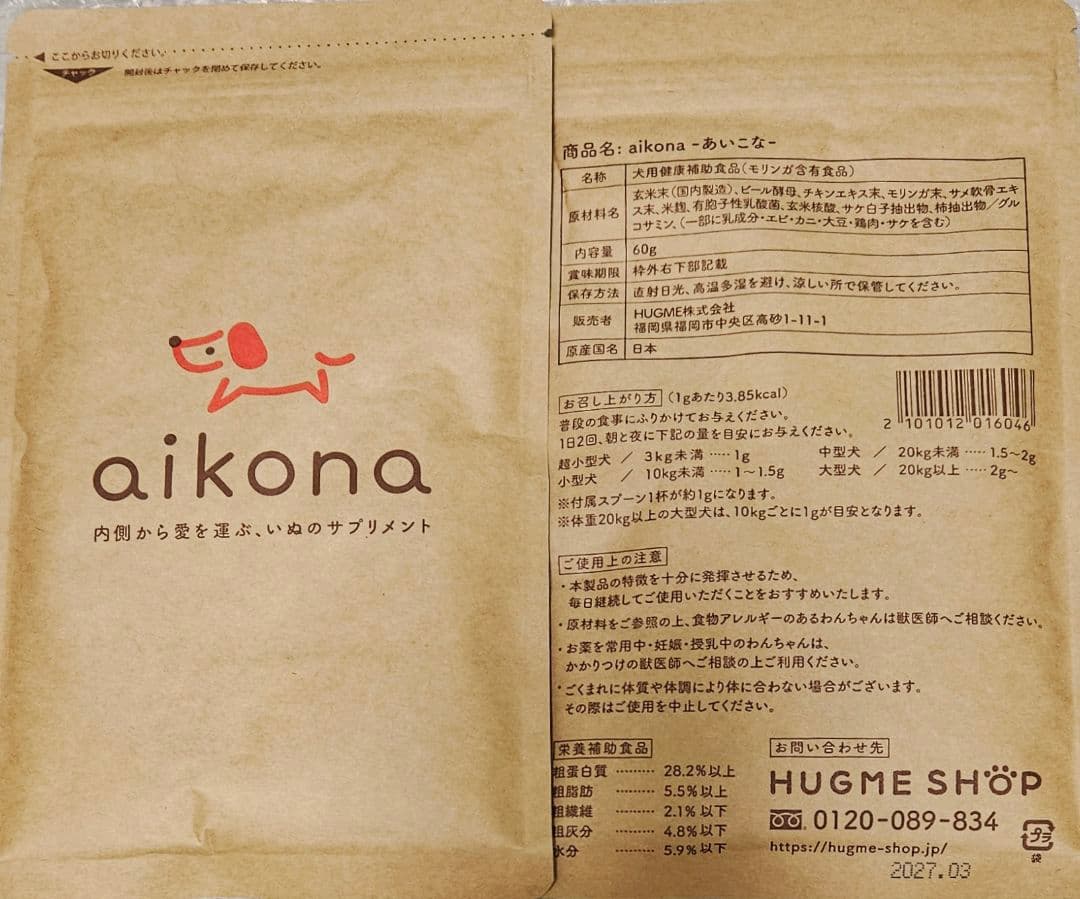 ここからお切りください。
チャック
開封後はチャックを閉めて保存してください。
aikona
内側から愛を運ぶ、いぬのサプリメント
商品名: aikona -あいこな-
名称 犬用健康補助食品(モリンガ含有食品)
原材料名 玄米末(国内製造)、ビール酵母、チキンエキス末、モリンガ末、サメ軟骨エキ
ス末、米麹、有胞子性乳酸菌、玄米核酸、サケ白子抽出物、柿抽出物/グル
コサミン、(一部に乳成分・エビ・カニ・大豆・鶏肉・サケを含む)
内容量 60g
賞味期限 枠外右下部記載
保存方法 直射日光、高温多湿を避け、涼しい所で保管してください。
販売者 HUGME株式会社
福岡県福岡市中央区高砂1-11-1
原産国名 日本
お召し上がり方 (1gあたり3.85kcal)
普段の食事にふりかけてお与えください。
1日2回、朝と夜に下記の量を目安にお与えください。
超小型犬 / 3kg未満 ····· 1g 中型犬 / 20kg未満 ····· 1.5~2g
小型犬 / 10kg未満 ····· 1~1.5g 大型犬 / 20kg以上 ····· 2g~
※付属スプーン1杯が約1gになります。
※体重20kg以上の大型犬は、10kgごとに1gが目安となります。
2 101012 016046
ご使用上の注意
・本製品の特徴を十分に発揮させるため、
毎日継続してご使用いただくことをおすすめいたします。
・原材料をご参照の上、食物アレルギーのあるわんちゃんは獣医師へご相談ください。
・お薬を常用中・妊娠・授乳中のわんちゃんは、
かかりつけの獣医師へご相談の上ご利用ください。
・ごくまれに体質や体調により体に合わない場合がございます。
その際はご使用を中止してください。
栄養補助食品
粗蛋白質 ········· 28.2%以上
粗脂肪 ········· 5.5%以上
粗繊維 ········· 2.1%以下
粗灰分 ········· 4.8%以下
水分 ········· 5.9%以下
お問い合わせ先
HUGME SHOP
0120-089-834
https://hugme-shop.jp/
プラ
袋
2027.03